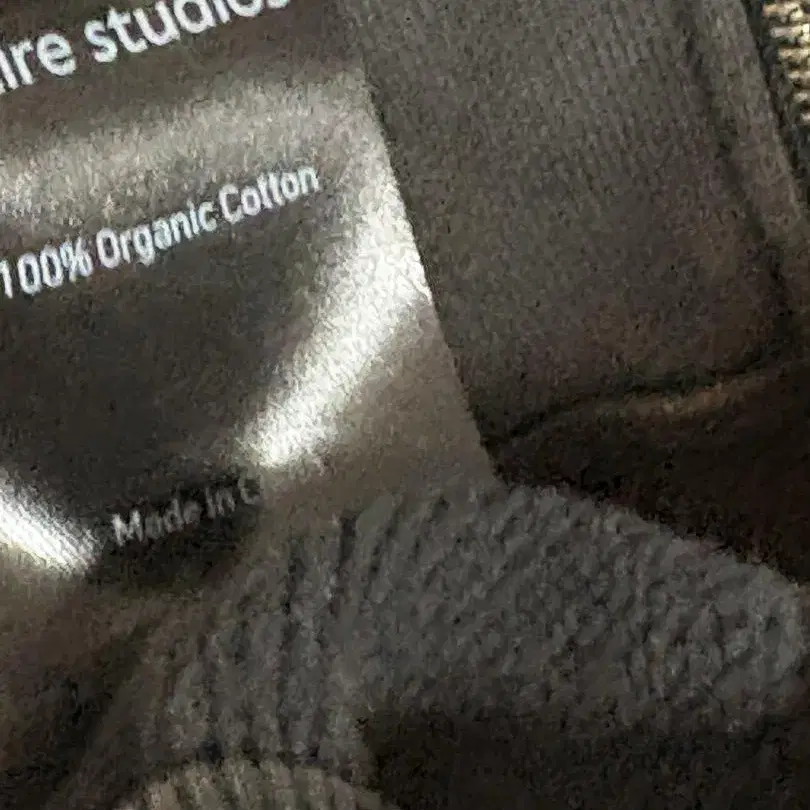 studios
100% Organic Cotton
Made in